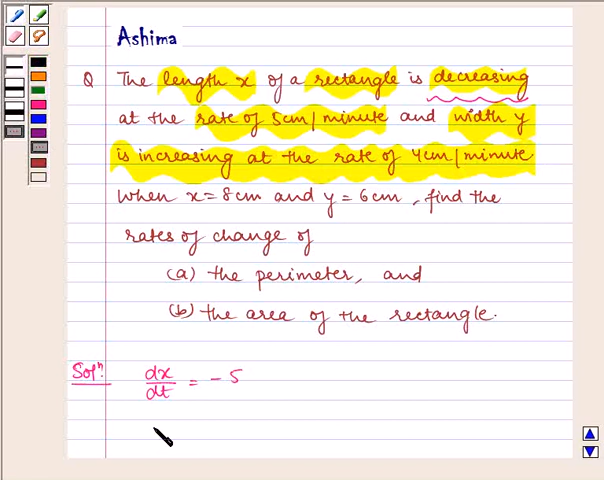 Ashima
Q The length x of a rectangle is decreasing
at the rate of 5cm/minute and width y
is increasing at the rate of 4cm/minute
When x=8cm and y=6cm, find the
rates of change of
(a) the perimeter, and
(b) the area of the rectangle.
Solⁿ. dx/dt = -5